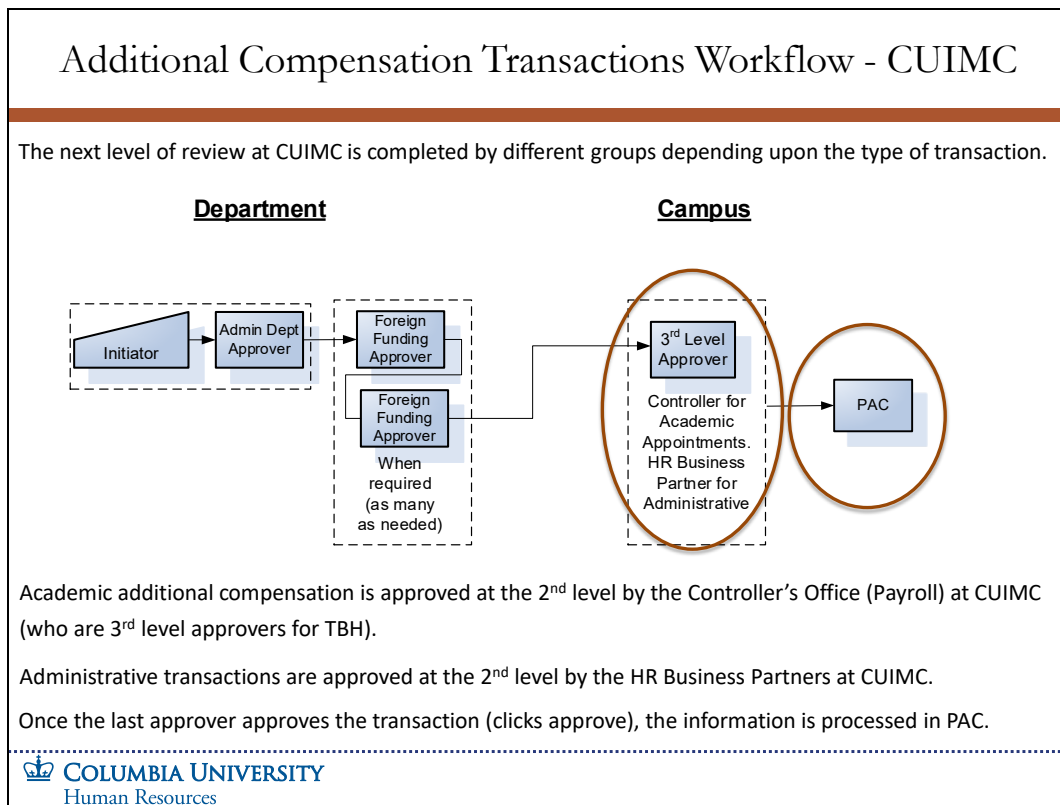 Additional Compensation Transactions Workflow - CUIMC
The next level of review at CUIMC is completed by different groups depending upon the type of transaction.
Department
Campus
Initiator
Admin Dept
Approver
Foreign
Funding
Approver
Foreign
Funding
Approver
When
required
(as many
as needed)
3rd Level
Approver
Controller for
Academic
Appointments.
HR Business
Partner for
Administrative
PAC
Academic additional compensation is approved at the 2nd level by the Controller’s Office (Payroll) at CUIMC
(who are 3rd level approvers for TBH).
Administrative transactions are approved at the 2nd level by the HR Business Partners at CUIMC.
Once the last approver approves the transaction (clicks approve), the information is processed in PAC.
COLUMBIA UNIVERSITY
Human Resources